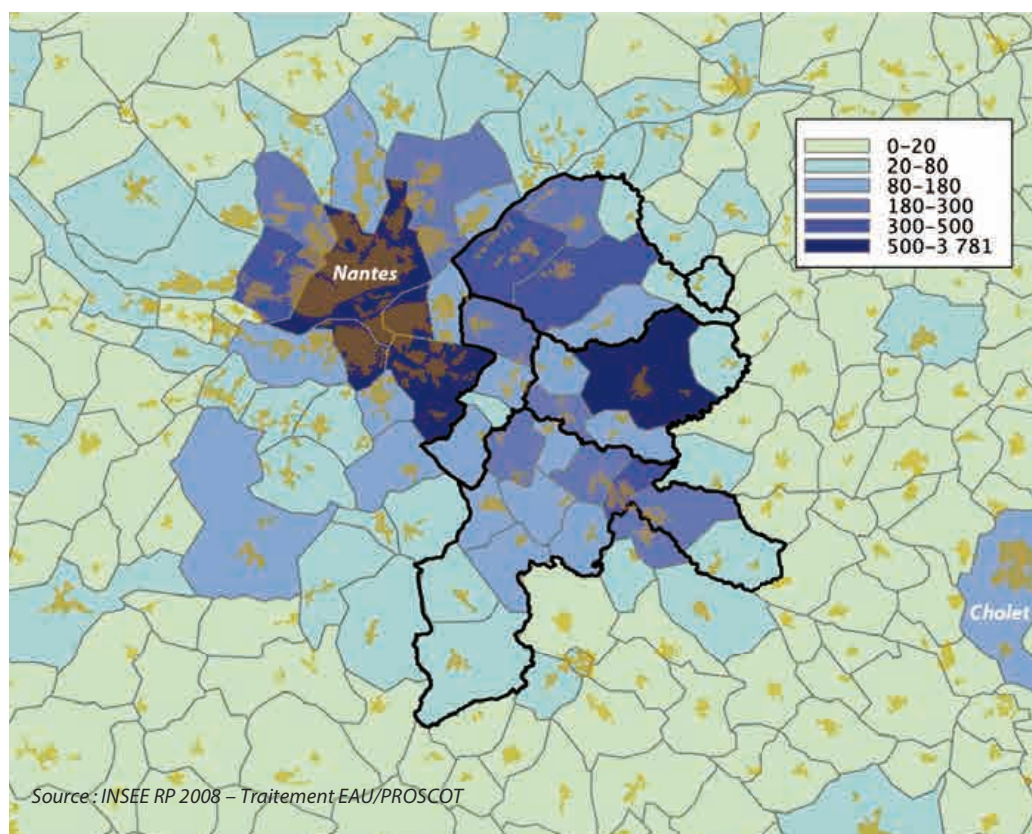 0-20
20-80
80-180
180-300
300-500
500-3 781
Nantes
Cholet
Source : INSEE RP 2008 – Traitement EAU/PROSCOT